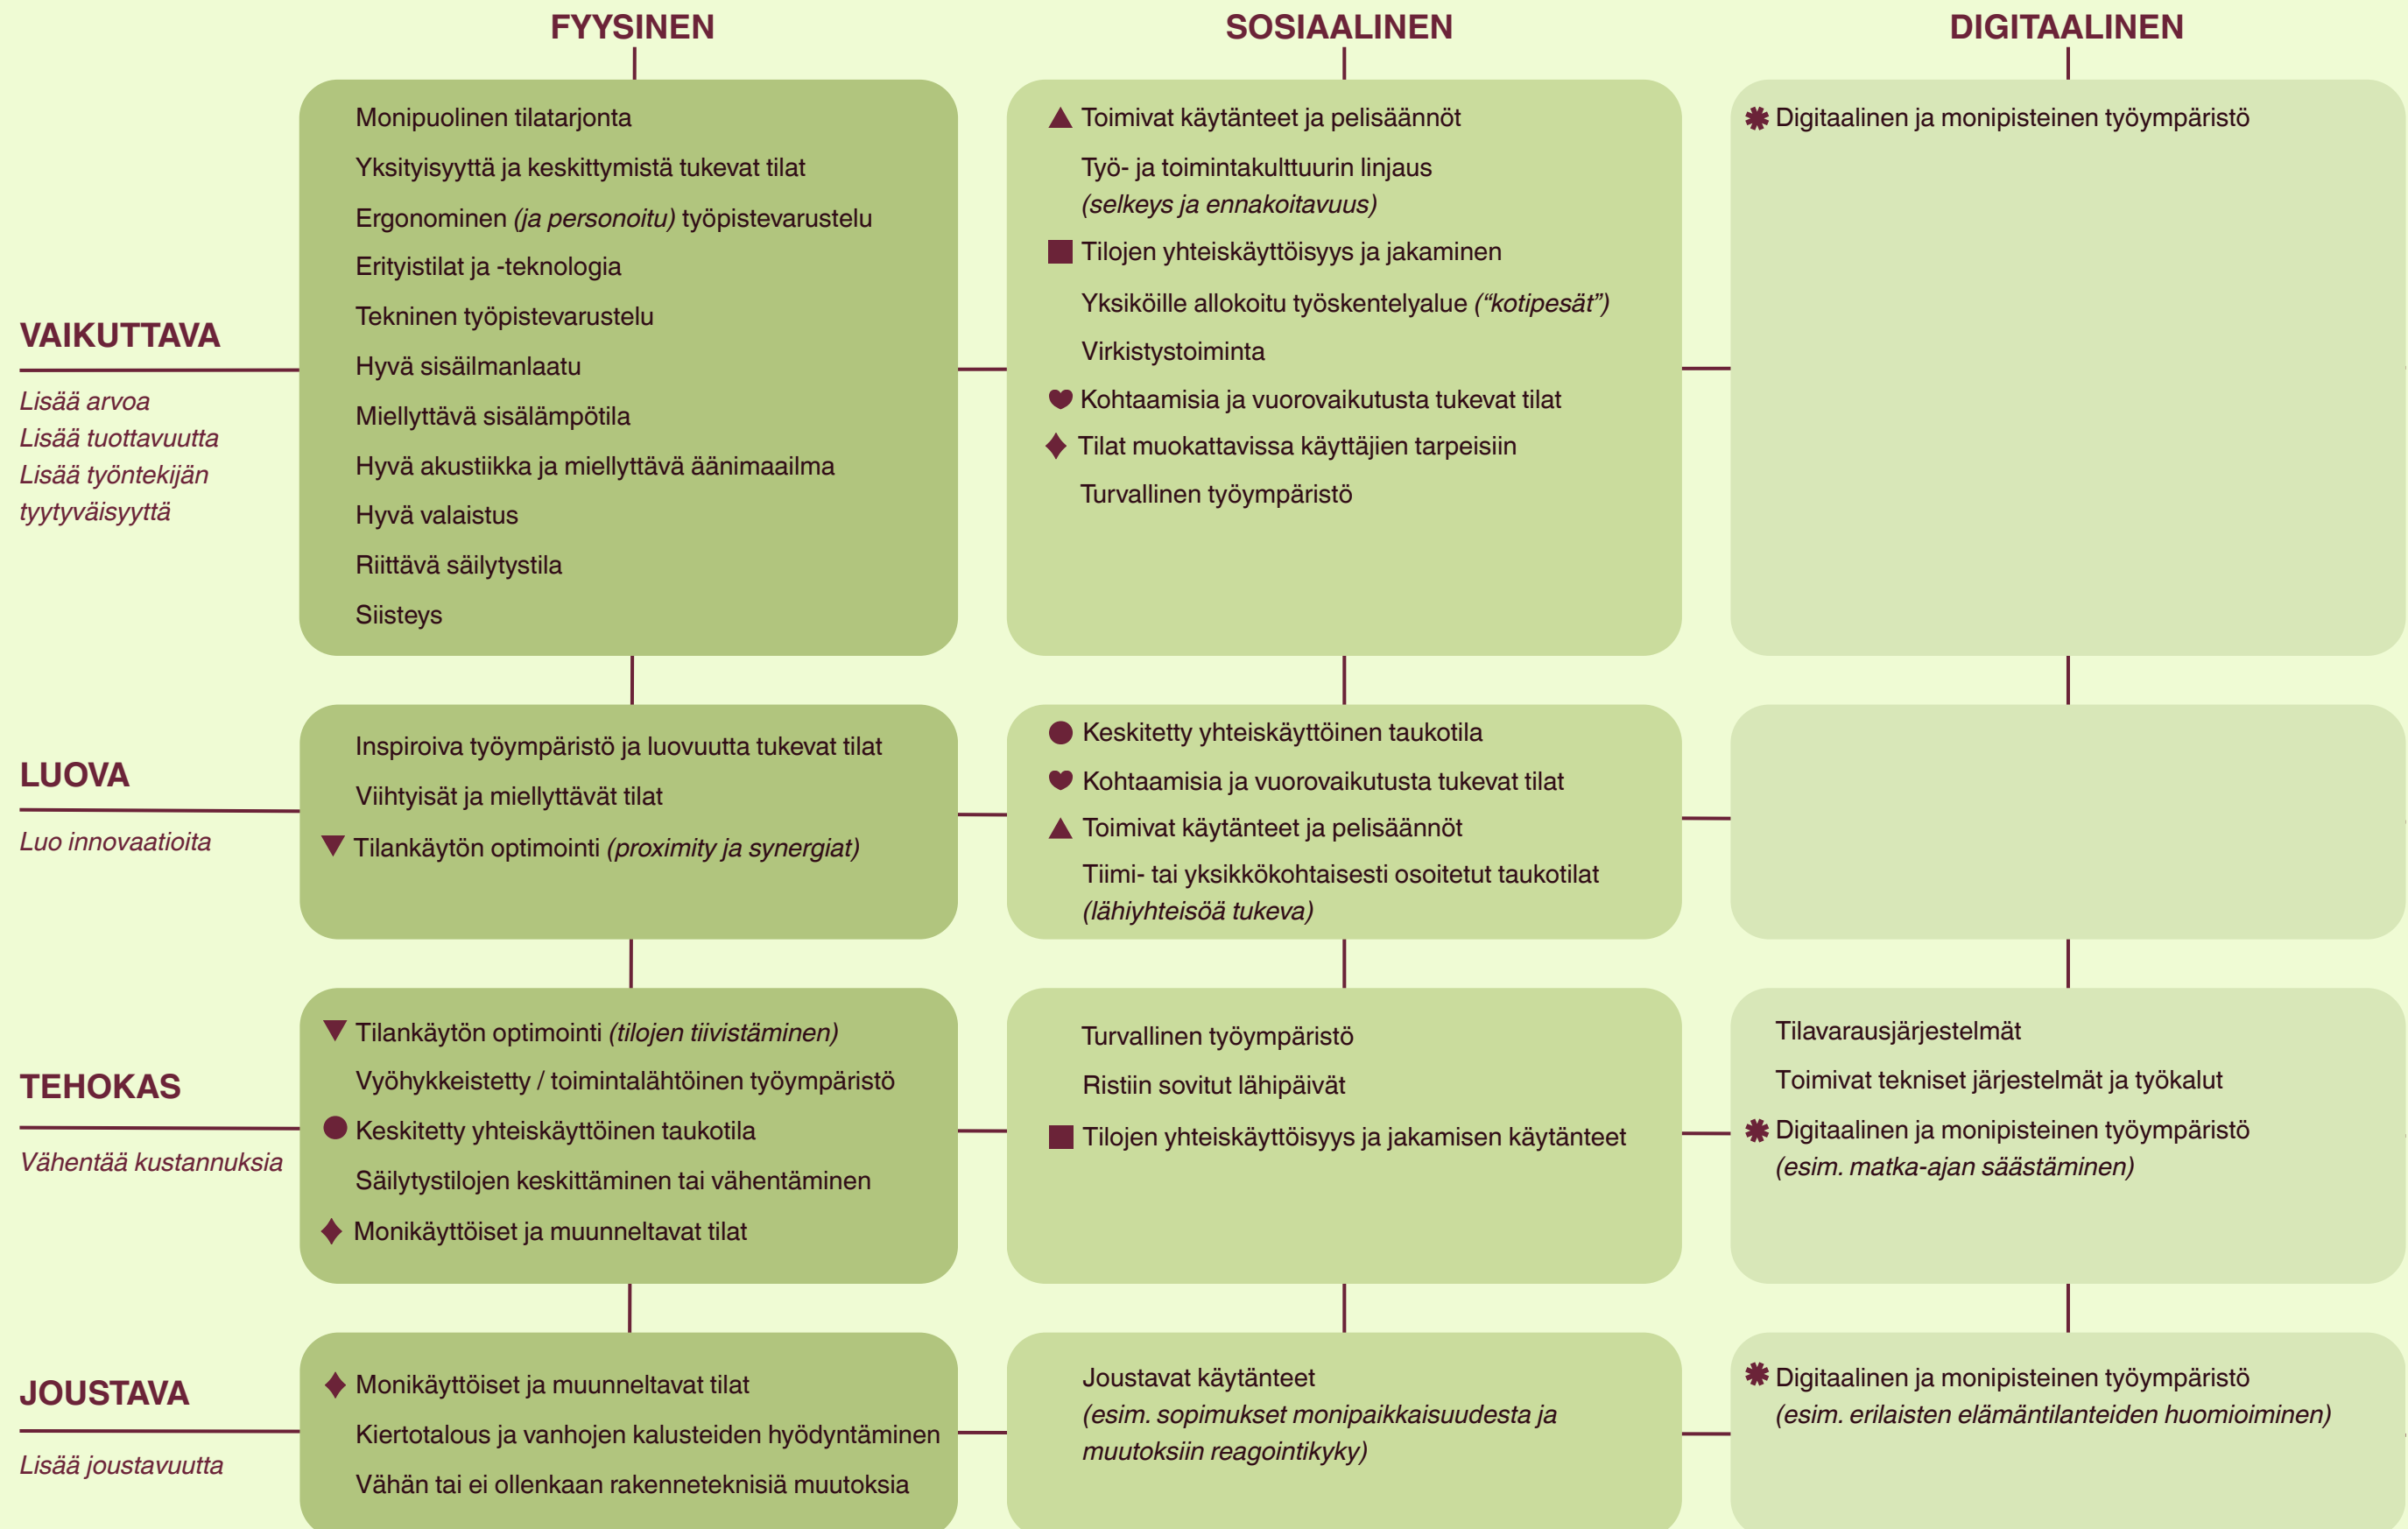 FYYSINEN
SOSIAALINEN
DIGITAALINEN
VAIKUTTAVA
Lisää arvoa
Lisää tuottavuutta
Lisää työntekijän
tyytyväisyyttä
Monipuolinen tilatarjonta
Yksityisyyttä ja keskittymistä tukevat tilat
Ergonominen (ja personoitu) työpistevarustelu
Erityistilat ja -teknologia
Tekninen työpistevarustelu
Hyvä sisäilmanlaatu
Miellyttävä sisälämpötila
Hyvä akustiikka ja miellyttävä äänimaailma
Hyvä valaistus
Riittävä säilytystila
Siisteys
Toimivat käytänteet ja pelisäännöt
Työ- ja toimintakulttuurin linjaus
(selkeys ja ennakoitavuus)
Tilojen yhteiskäyttöisyys ja jakaminen
Yksiköille allokoitu työskentelyalue (“kotipesät”)
Virkistystoiminta
Kohtaamisia ja vuorovaikutusta tukevat tilat
Tilat muokattavissa käyttäjien tarpeisiin
Turvallinen työympäristö
Digitaalinen ja monipisteinen työympäristö
LUOVA
Luo innovaatioita
Inspiroiva työympäristö ja luovuutta tukevat tilat
Viihtyisät ja miellyttävät tilat
Tilankäytön optimointi (proximity ja synergiat)
Keskitetty yhteiskäyttöinen taukotila
Kohtaamisia ja vuorovaikutusta tukevat tilat
Toimivat käytänteet ja pelisäännöt
Tiimi- tai yksikkökohtaisesti osoitetut taukotilat
(lähiyhteisöä tukeva)
TEHOKAS
Vähentää kustannuksia
Tilankäytön optimointi (tilojen tiivistäminen)
Vyöhykkeistetty / toimintalähtöinen työympäristö
Keskitetty yhteiskäyttöinen taukotila
Säilytystilojen keskittäminen tai vähentäminen
Monikäyttöiset ja muunneltavat tilat
Turvallinen työympäristö
Ristiin sovitut lähipäivät
Tilojen yhteiskäyttöisyys ja jakamisen käytänteet
Tilavarausjärjestelmät
Toimivat tekniset järjestelmät ja työkalut
Digitaalinen ja monipisteinen työympäristö
(esim. matka-ajan säästäminen)
JOUSTAVA
Lisää joustavuutta
Monikäyttöiset ja muunneltavat tilat
Kiertotalous ja vanhojen kalusteiden hyödyntäminen
Vähän tai ei ollenkaan rakenneteknisiä muutoksia
Joustavat käytänteet
(esim. sopimukset monipaikkaisuudesta ja
muutoksiin reagointikyky)
Digitaalinen ja monipisteinen työympäristö
(esim. erilaisten elämäntilanteiden huomioiminen)